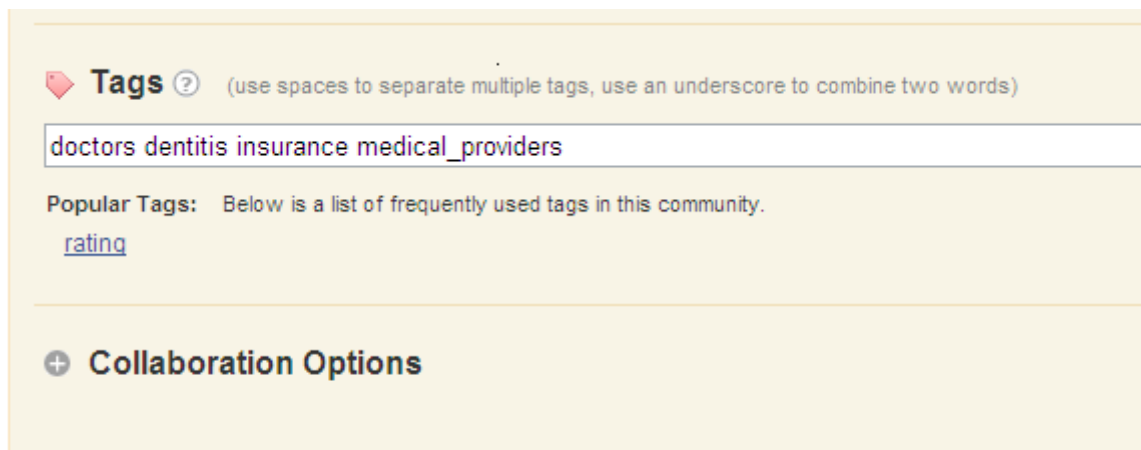 Tags ? (use spaces to separate multiple tags, use an underscore to combine two words)
doctors dentitis insurance medical_providers
Popular Tags: Below is a list of frequently used tags in this community.
rating
Collaboration Options